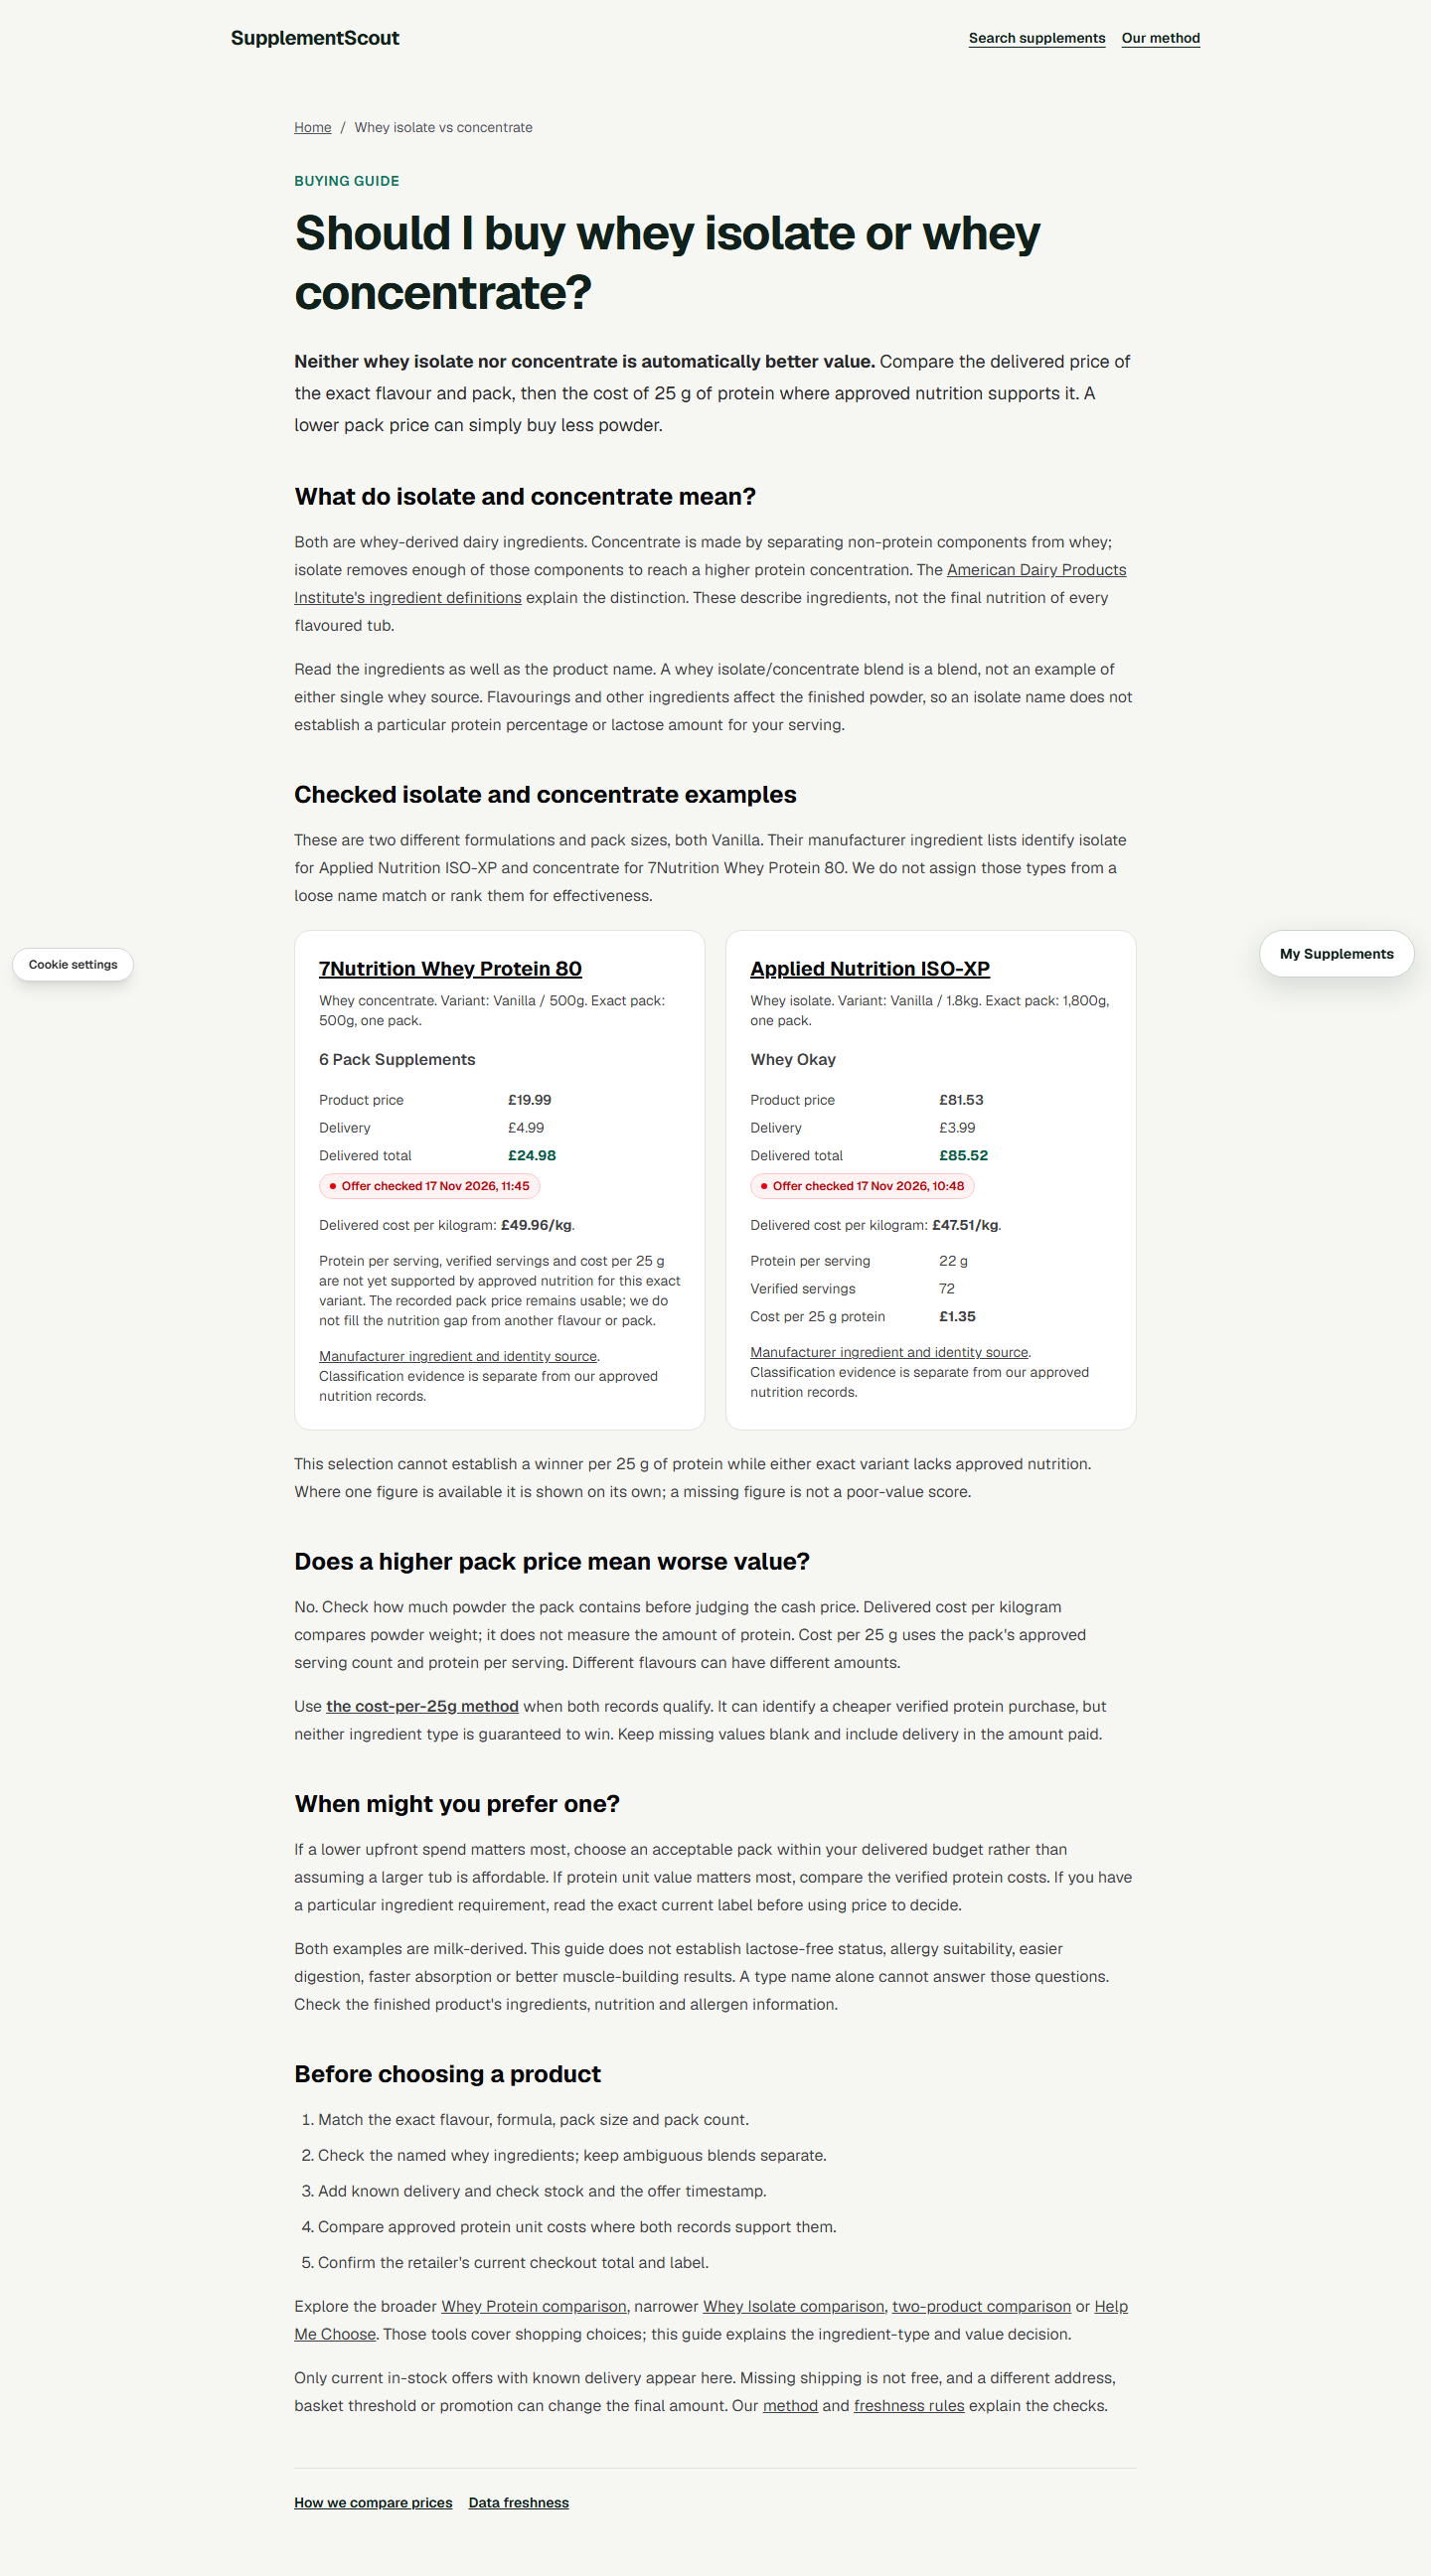 SupplementScout
Search supplements Our method
Home / Whey isolate vs concentrate
BUYING GUIDE
Should I buy whey isolate or whey
concentrate?
Neither whey isolate nor concentrate is automatically better value. Compare the delivered price of
the exact flavour and pack, then the cost of 25 g of protein where approved nutrition supports it. A
lower pack price can simply buy less powder.
What do isolate and concentrate mean?
Both are whey-derived dairy ingredients. Concentrate is made by separating non-protein components from whey;
isolate removes enough of those components to reach a higher protein concentration. The American Dairy Products
Institute's ingredient definitions explain the distinction. These describe ingredients, not the final nutrition of every
flavoured tub.
Read the ingredients as well as the product name. A whey isolate/concentrate blend is a blend, not an example of
either single whey source. Flavourings and other ingredients affect the finished powder, so an isolate name does not
establish a particular protein percentage or lactose amount for your serving.
Checked isolate and concentrate examples
These are two different formulations and pack sizes, both Vanilla. Their manufacturer ingredient lists identify isolate
for Applied Nutrition ISO-XP and concentrate for 7Nutrition Whey Protein 80. We do not assign those types from a
loose name match or rank them for effectiveness.
Cookie settings
My Supplements
7Nutrition Whey Protein 80
Whey concentrate. Variant: Vanilla / 500g. Exact pack:
500g, one pack.
6 Pack Supplements
Product price £19.99
Delivery £4.99
Delivered total £24.98
Offer checked 17 Nov 2026, 11:45
Delivered cost per kilogram: £49.96/kg.
Protein per serving, verified servings and cost per 25 g
are not yet supported by approved nutrition for this exact
variant. The recorded pack price remains usable; we do
not fill the nutrition gap from another flavour or pack.
Manufacturer ingredient and identity source.
Classification evidence is separate from our approved
nutrition records.
Applied Nutrition ISO-XP
Whey isolate. Variant: Vanilla / 1.8kg. Exact pack: 1,800g,
one pack.
Whey Okay
Product price £81.53
Delivery £3.99
Delivered total £85.52
Offer checked 17 Nov 2026, 10:48
Delivered cost per kilogram: £47.51/kg.
Protein per serving 22 g
Verified servings 72
Cost per 25 g protein £1.35
Manufacturer ingredient and identity source.
Classification evidence is separate from our approved
nutrition records.
This selection cannot establish a winner per 25 g of protein while either exact variant lacks approved nutrition.
Where one figure is available it is shown on its own; a missing figure is not a poor-value score.
Does a higher pack price mean worse value?
No. Check how much powder the pack contains before judging the cash price. Delivered cost per kilogram
compares powder weight; it does not measure the amount of protein. Cost per 25 g uses the pack's approved
serving count and protein per serving. Different flavours can have different amounts.
Use the cost-per-25g method when both records qualify. It can identify a cheaper verified protein purchase, but
neither ingredient type is guaranteed to win. Keep missing values blank and include delivery in the amount paid.
When might you prefer one?
If a lower upfront spend matters most, choose an acceptable pack within your delivered budget rather than
assuming a larger tub is affordable. If protein unit value matters most, compare the verified protein costs. If you have
a particular ingredient requirement, read the exact current label before using price to decide.
Both examples are milk-derived. This guide does not establish lactose-free status, allergy suitability, easier
digestion, faster absorption or better muscle-building results. A type name alone cannot answer those questions.
Check the finished product's ingredients, nutrition and allergen information.
Before choosing a product
1. Match the exact flavour, formula, pack size and pack count.
2. Check the named whey ingredients; keep ambiguous blends separate.
3. Add known delivery and check stock and the offer timestamp.
4. Compare approved protein unit costs where both records support them.
5. Confirm the retailer's current checkout total and label.
Explore the broader Whey Protein comparison, narrower Whey Isolate comparison, two-product comparison or Help
Me Choose. Those tools cover shopping choices; this guide explains the ingredient-type and value decision.
Only current in-stock offers with known delivery appear here. Missing shipping is not free, and a different address,
basket threshold or promotion can change the final amount. Our method and freshness rules explain the checks.
How we compare prices Data freshness